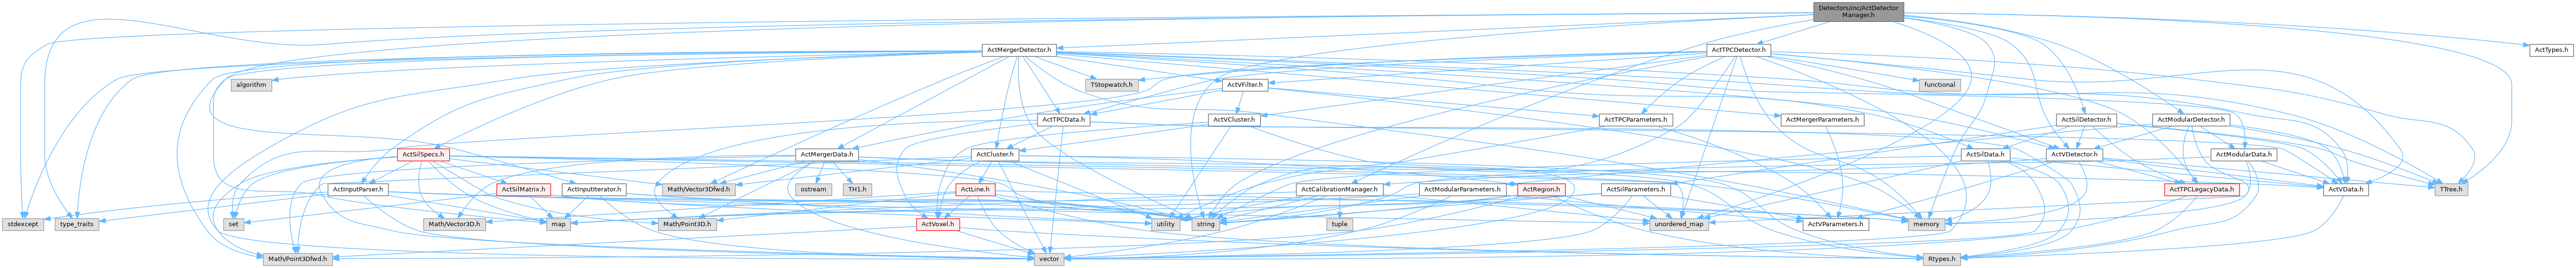 Detectors/inc/ActDetector
Manager.h
ActMergerDetector.h
ActTPCDetector.h
ActTypes.h
algorithm
TStopwatch.h
ActVFilter.h
functional
ActTPCData.h
ActVCluster.h
ActTPCParameters.h
ActMergerParameters.h
ActSilDetector.h
ActModularDetector.h
ActSilSpecs.h
ActMergerData.h
ActCluster.h
ActSilData.h
ActVDetector.h
ActModularData.h
ActInputParser.h
ActSilMatrix.h
ActInputIterator.h
Math/Vector3Dfwd.h
ostream
TH1.h
ActLine.h
ActCalibrationManager.h
ActModularParameters.h
ActRegion.h
ActSilParameters.h
ActTPCLegacyData.h
ActVData.h
TTree.h
stdexcept
type_traits
set
Math/Vector3D.h
map
Math/Point3D.h
ActVoxel.h
utility
string
tuple
unordered_map
ActVParameters.h
memory
Math/Point3Dfwd.h
vector
Rtypes.h